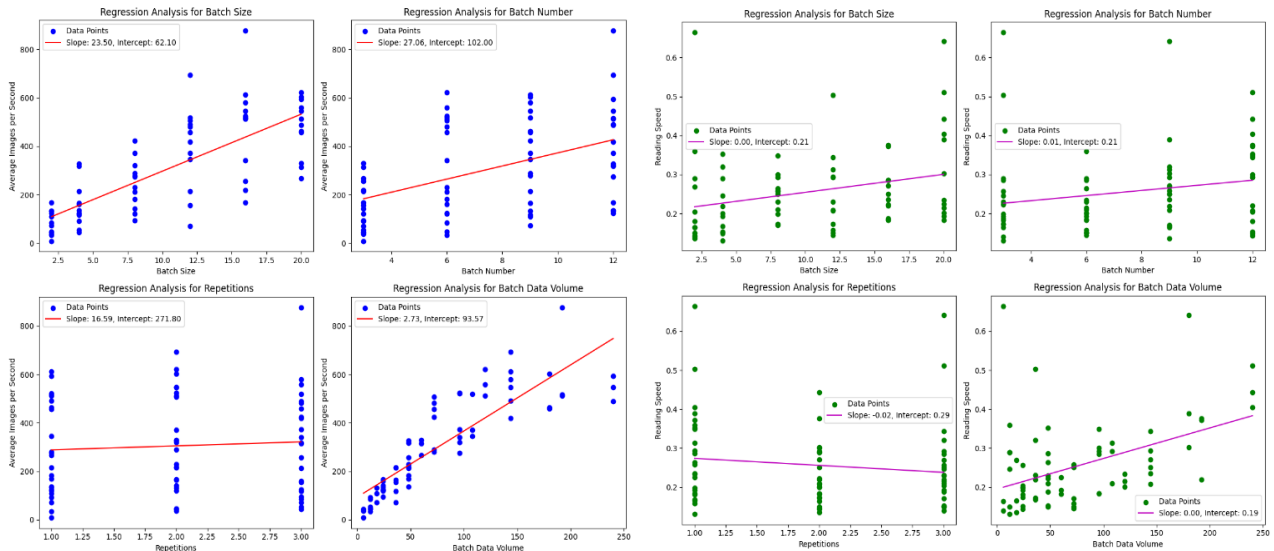 Regression Analysis for Batch Size
Data Points
Slope: 23.50, Intercept: 62.10
Average Images per Second
0
200
400
600
800
2.5 5.0 7.5 10.0 12.5 15.0 17.5 20.0
Batch Size
Regression Analysis for Batch Number
Data Points
Slope: 27.06, Intercept: 102.00
4 6 8 10 12
Batch Number
Regression Analysis for Batch Size
Data Points
Slope: 0.00, Intercept: 0.21
Reading Speed
0.2
0.3
0.4
0.5
0.6
2.5 5.0 7.5 10.0 12.5 15.0 17.5 20.0
Batch Size
Regression Analysis for Batch Number
Data Points
Slope: 0.01, Intercept: 0.21
Reading Speed
0.2
0.3
0.4
0.5
0.6
4 6 8 10 12
Batch Number
Regression Analysis for Repetitions
Data Points
Slope: 16.59, Intercept: 271.80
Average Images per Second
0
200
400
600
800
1.00 1.25 1.50 1.75 2.00 2.25 2.50 2.75 3.00
Repetitions
Regression Analysis for Batch Data Volume
Data Points
Slope: 2.73, Intercept: 93.57
Average Images per Second
0
200
400
600
800
0 50 100 150 200 250
Batch Data Volume
Regression Analysis for Repetitions
Data Points
Slope: -0.02, Intercept: 0.29
Reading Speed
0.2
0.3
0.4
0.5
0.6
1.00 1.25 1.50 1.75 2.00 2.25 2.50 2.75 3.00
Repetitions
Regression Analysis for Batch Data Volume
Data Points
Slope: 0.00, Intercept: 0.19
Reading Speed
0.2
0.3
0.4
0.5
0.6
0 50 100 150 200 250
Batch Data Volume